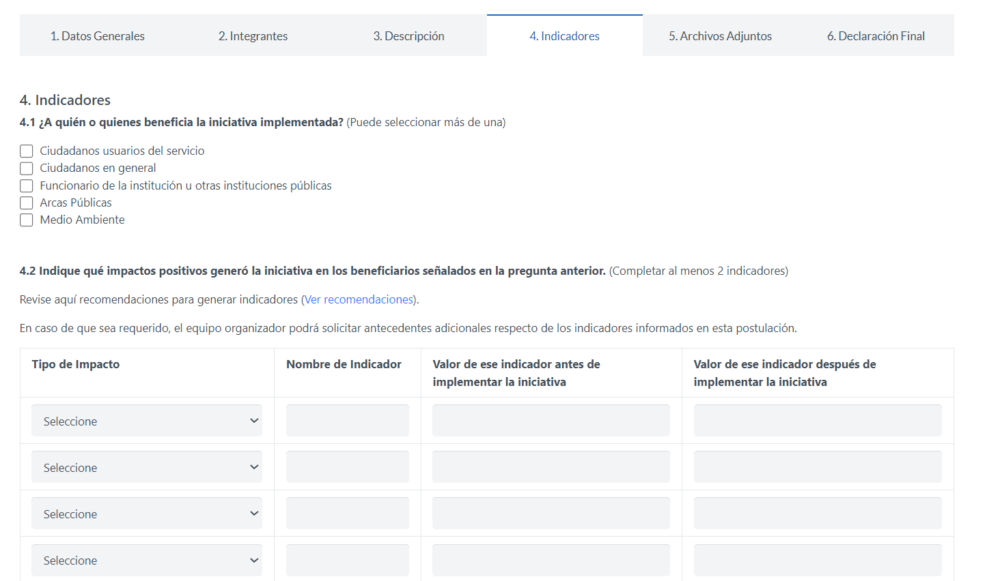 1. Datos Generales
2. Integrantes
3. Descripción
4. Indicadores
5. Archivos Adjuntos
6. Declaración Final
4. Indicadores
4.1 ¿A quién o quienes beneficia la iniciativa implementada? (Puede seleccionar más de una)
Ciudadanos usuarios del servicio
Ciudadanos en general
Funcionario de la institución u otras instituciones públicas
Arcas Públicas
Medio Ambiente
4.2 Indique qué impactos positivos generó la iniciativa en los beneficiarios señalados en la pregunta anterior. (Completar al menos 2 indicadores)
Revise aquí recomendaciones para generar indicadores (Ver recomendaciones).
En caso de que sea requerido, el equipo organizador podrá solicitar antecedentes adicionales respecto de los indicadores informados en esta postulación.
Tipo de Impacto
Nombre de Indicador
Valor de ese indicador antes de
implementar la iniciativa
Valor de ese indicador después de
implementar la iniciativa
Seleccione
Seleccione
Seleccione
Seleccione